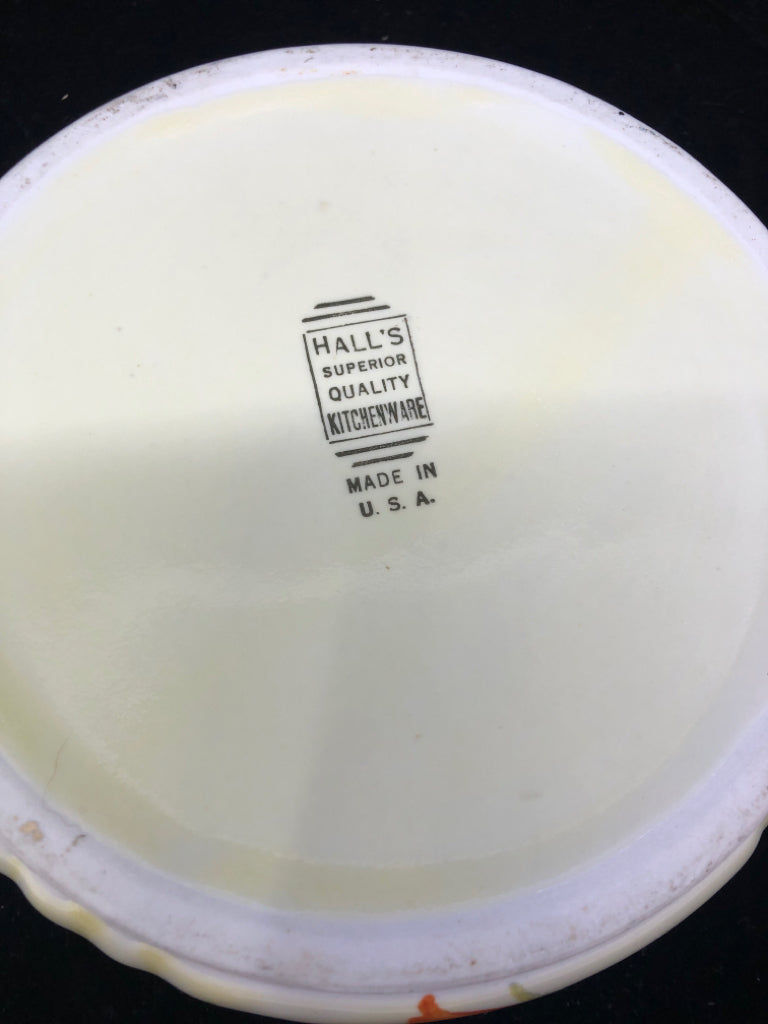 HALL'S
SUPERIOR
QUALITY
KITCHENWARE
MADE IN
U. S. A.